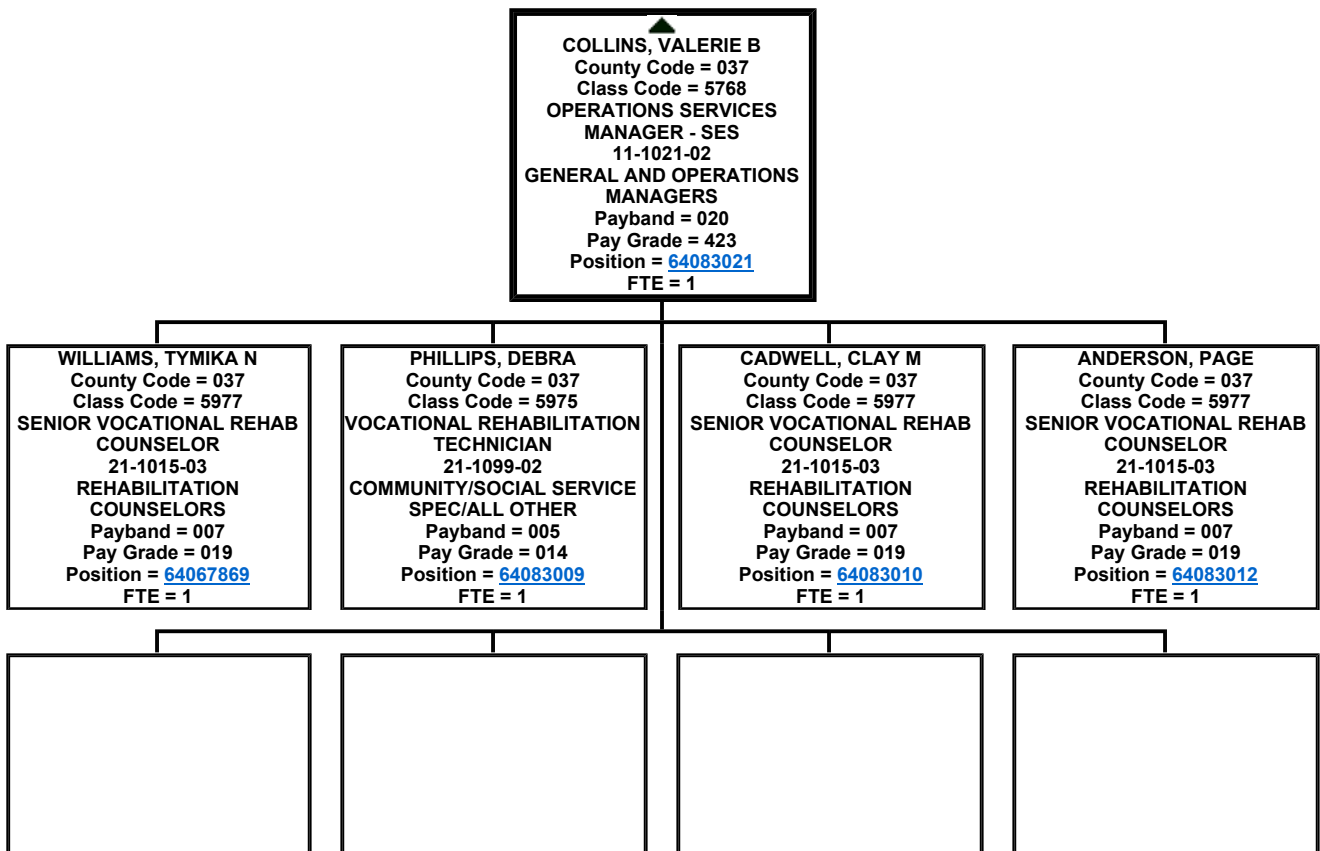 COLLINS, VALERIE B
County Code = 037
Class Code = 5768
OPERATIONS SERVICES
MANAGER - SES
11-1021-02
GENERAL AND OPERATIONS
MANAGERS
Payband = 020
Pay Grade = 423
Position = 64083021
FTE = 1
WILLIAMS, TYMIKA N
County Code = 037
Class Code = 5977
SENIOR VOCATIONAL REHAB
COUNSELOR
21-1015-03
REHABILITATION
COUNSELORS
Payband = 007
Pay Grade = 019
Position = 64067869
FTE = 1
PHILLIPS, DEBRA
County Code = 037
Class Code = 5975
VOCATIONAL REHABILITATION
TECHNICIAN
21-1099-02
COMMUNITY/SOCIAL SERVICE
SPEC/ALL OTHER
Payband = 005
Pay Grade = 014
Position = 64083009
FTE = 1
CADWELL, CLAY M
County Code = 037
Class Code = 5977
SENIOR VOCATIONAL REHAB
COUNSELOR
21-1015-03
REHABILITATION
COUNSELORS
Payband = 007
Pay Grade = 019
Position = 64083010
FTE = 1
ANDERSON, PAGE
County Code = 037
Class Code = 5977
SENIOR VOCATIONAL REHAB
COUNSELOR
21-1015-03
REHABILITATION
COUNSELORS
Payband = 007
Pay Grade = 019
Position = 64083012
FTE = 1